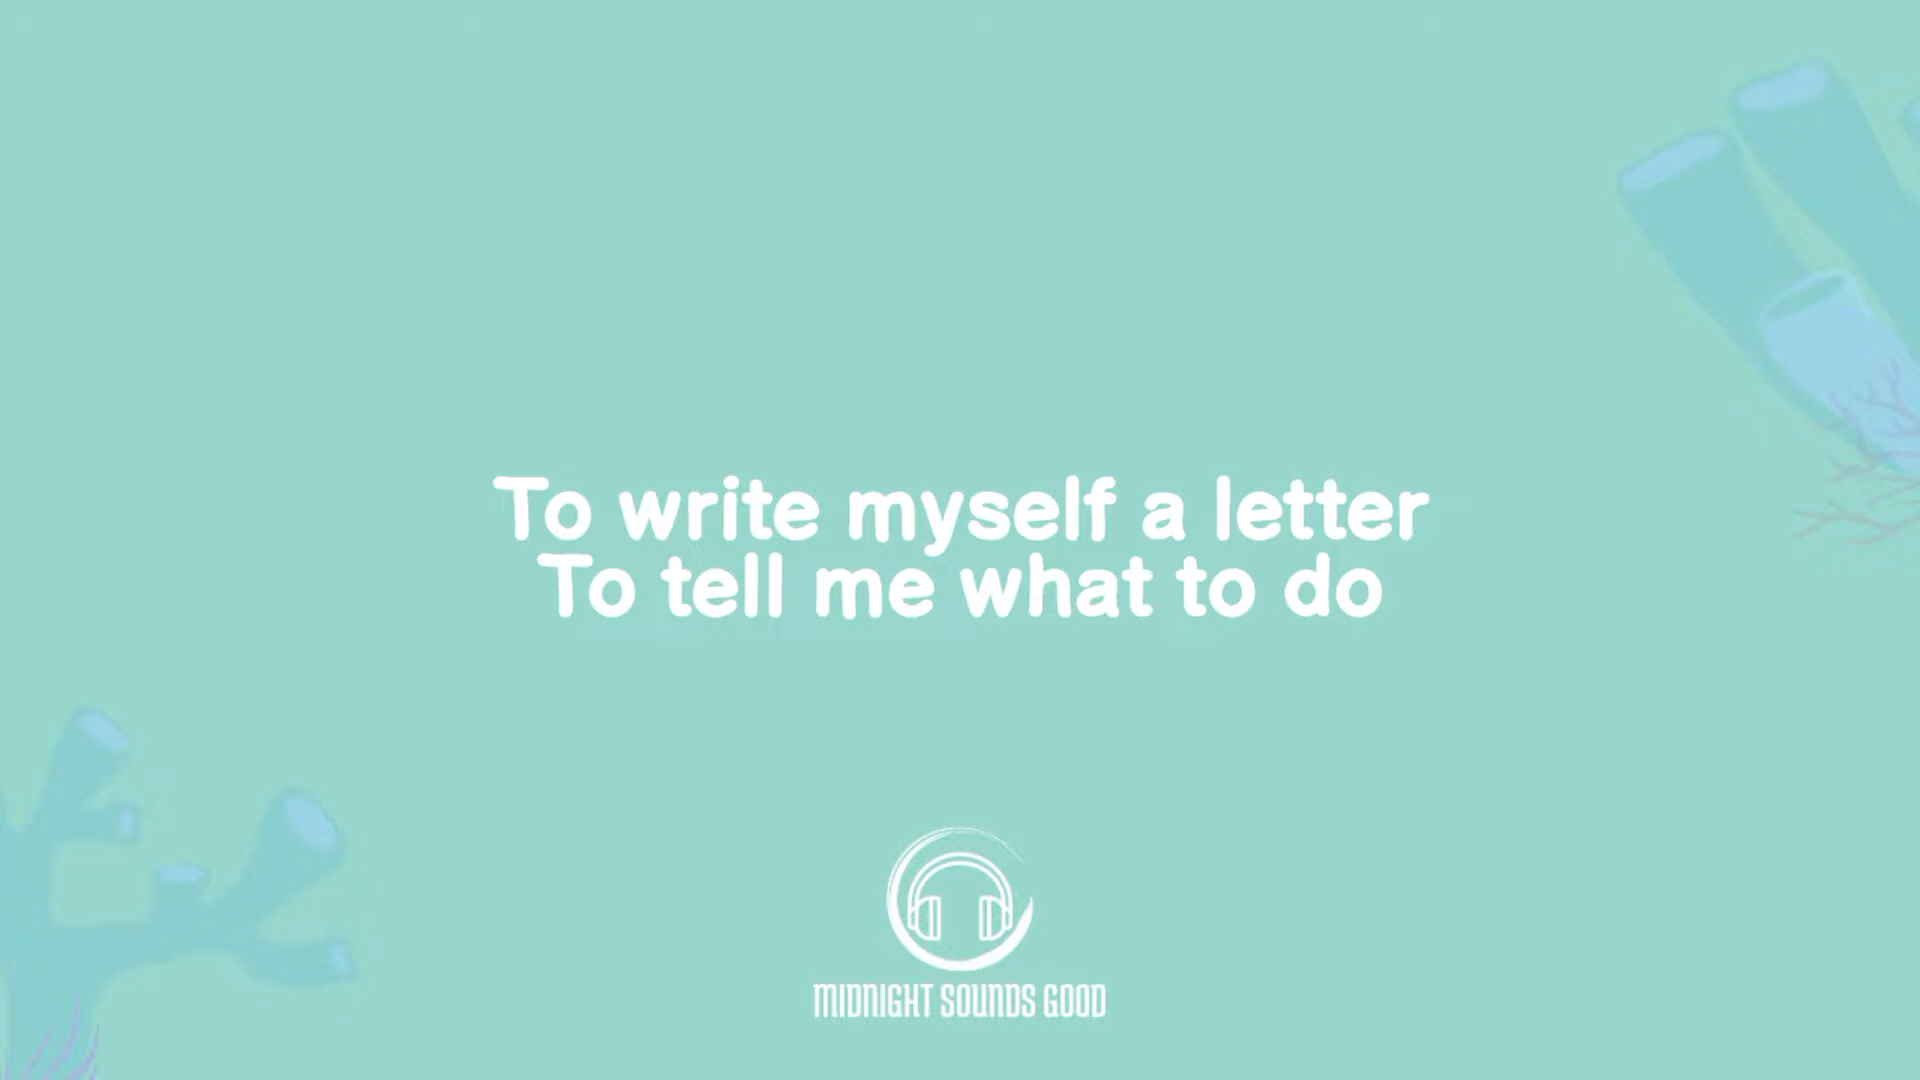 To write myself a letter
To tell me what to do
MIDNIGHT SOUNDS GOOD